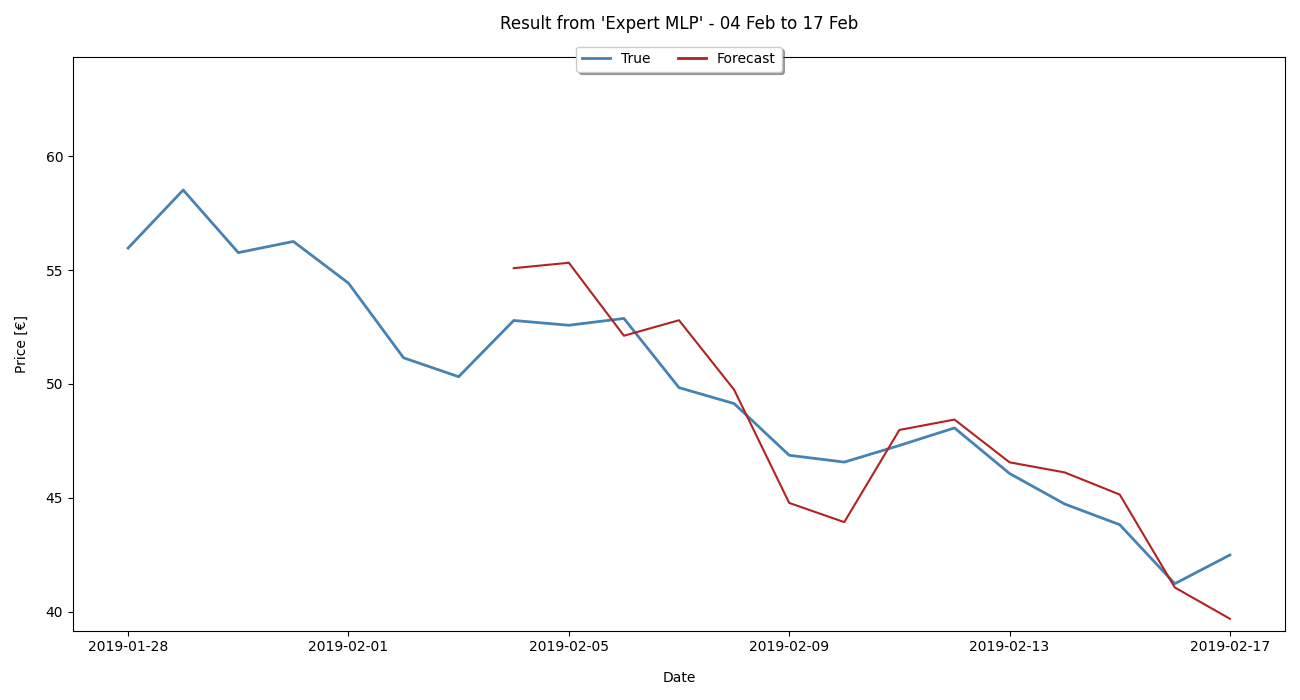 Result from 'Expert MLP' - 04 Feb to 17 Feb
True Forecast
60
55
50
45
40
Price [€]
2019-01-28 2019-02-01 2019-02-05 2019-02-09 2019-02-13 2019-02-17
Date